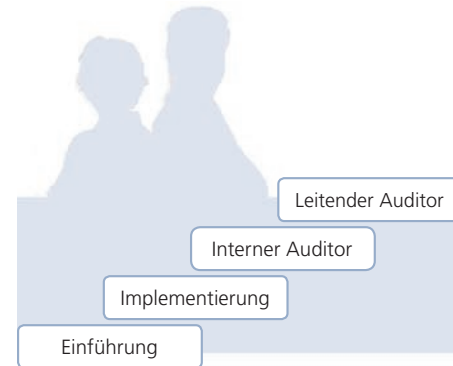 Leitender Auditor
Interner Auditor
Implementierung
Einführung